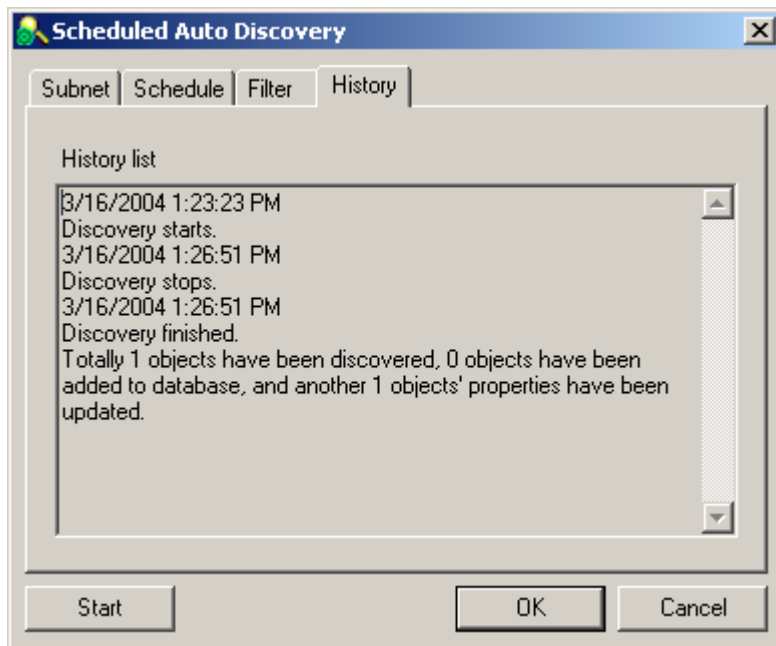 Scheduled Auto Discovery
Subnet Schedule Filter History
History list
3/16/2004 1:23:23 PM
Discovery starts.
3/16/2004 1:26:51 PM
Discovery stops.
3/16/2004 1:26:51 PM
Discovery finished.
Totally 1 objects have been discovered, 0 objects have been
added to database, and another 1 objects' properties have been
updated.
Start OK Cancel